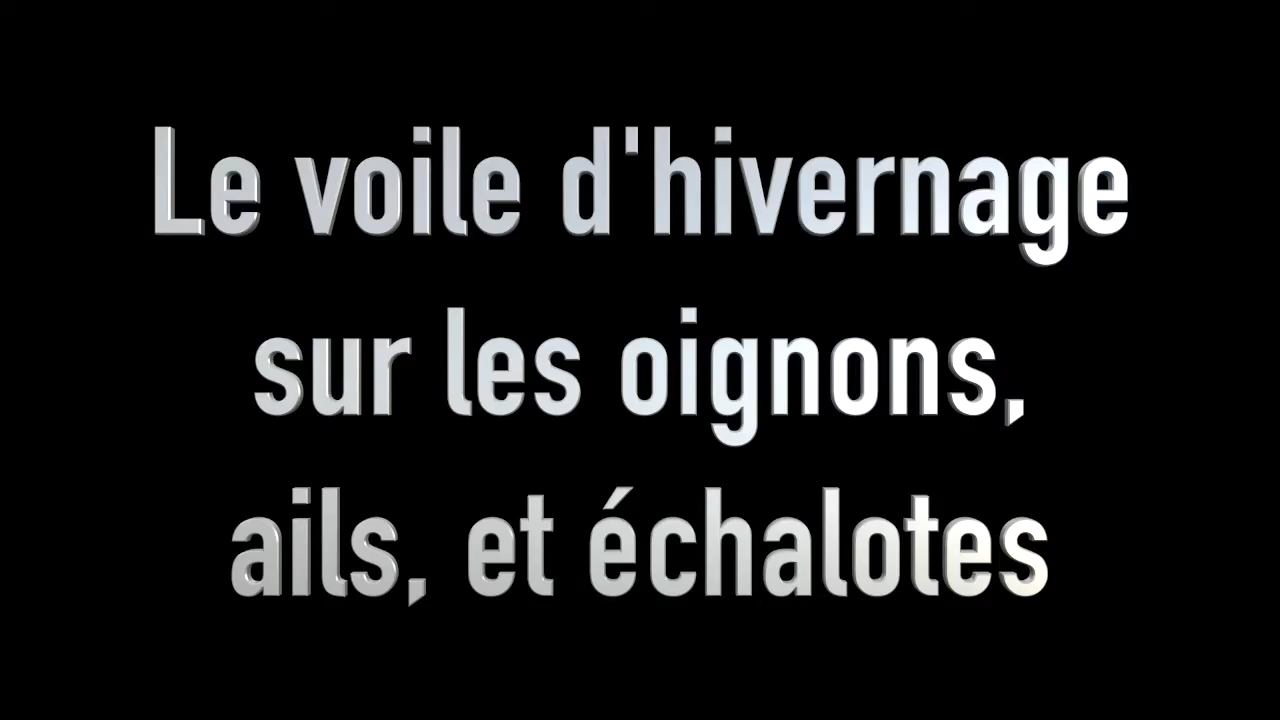 Le voile d'hivernage
sur les oignons,
ails, et échalotes